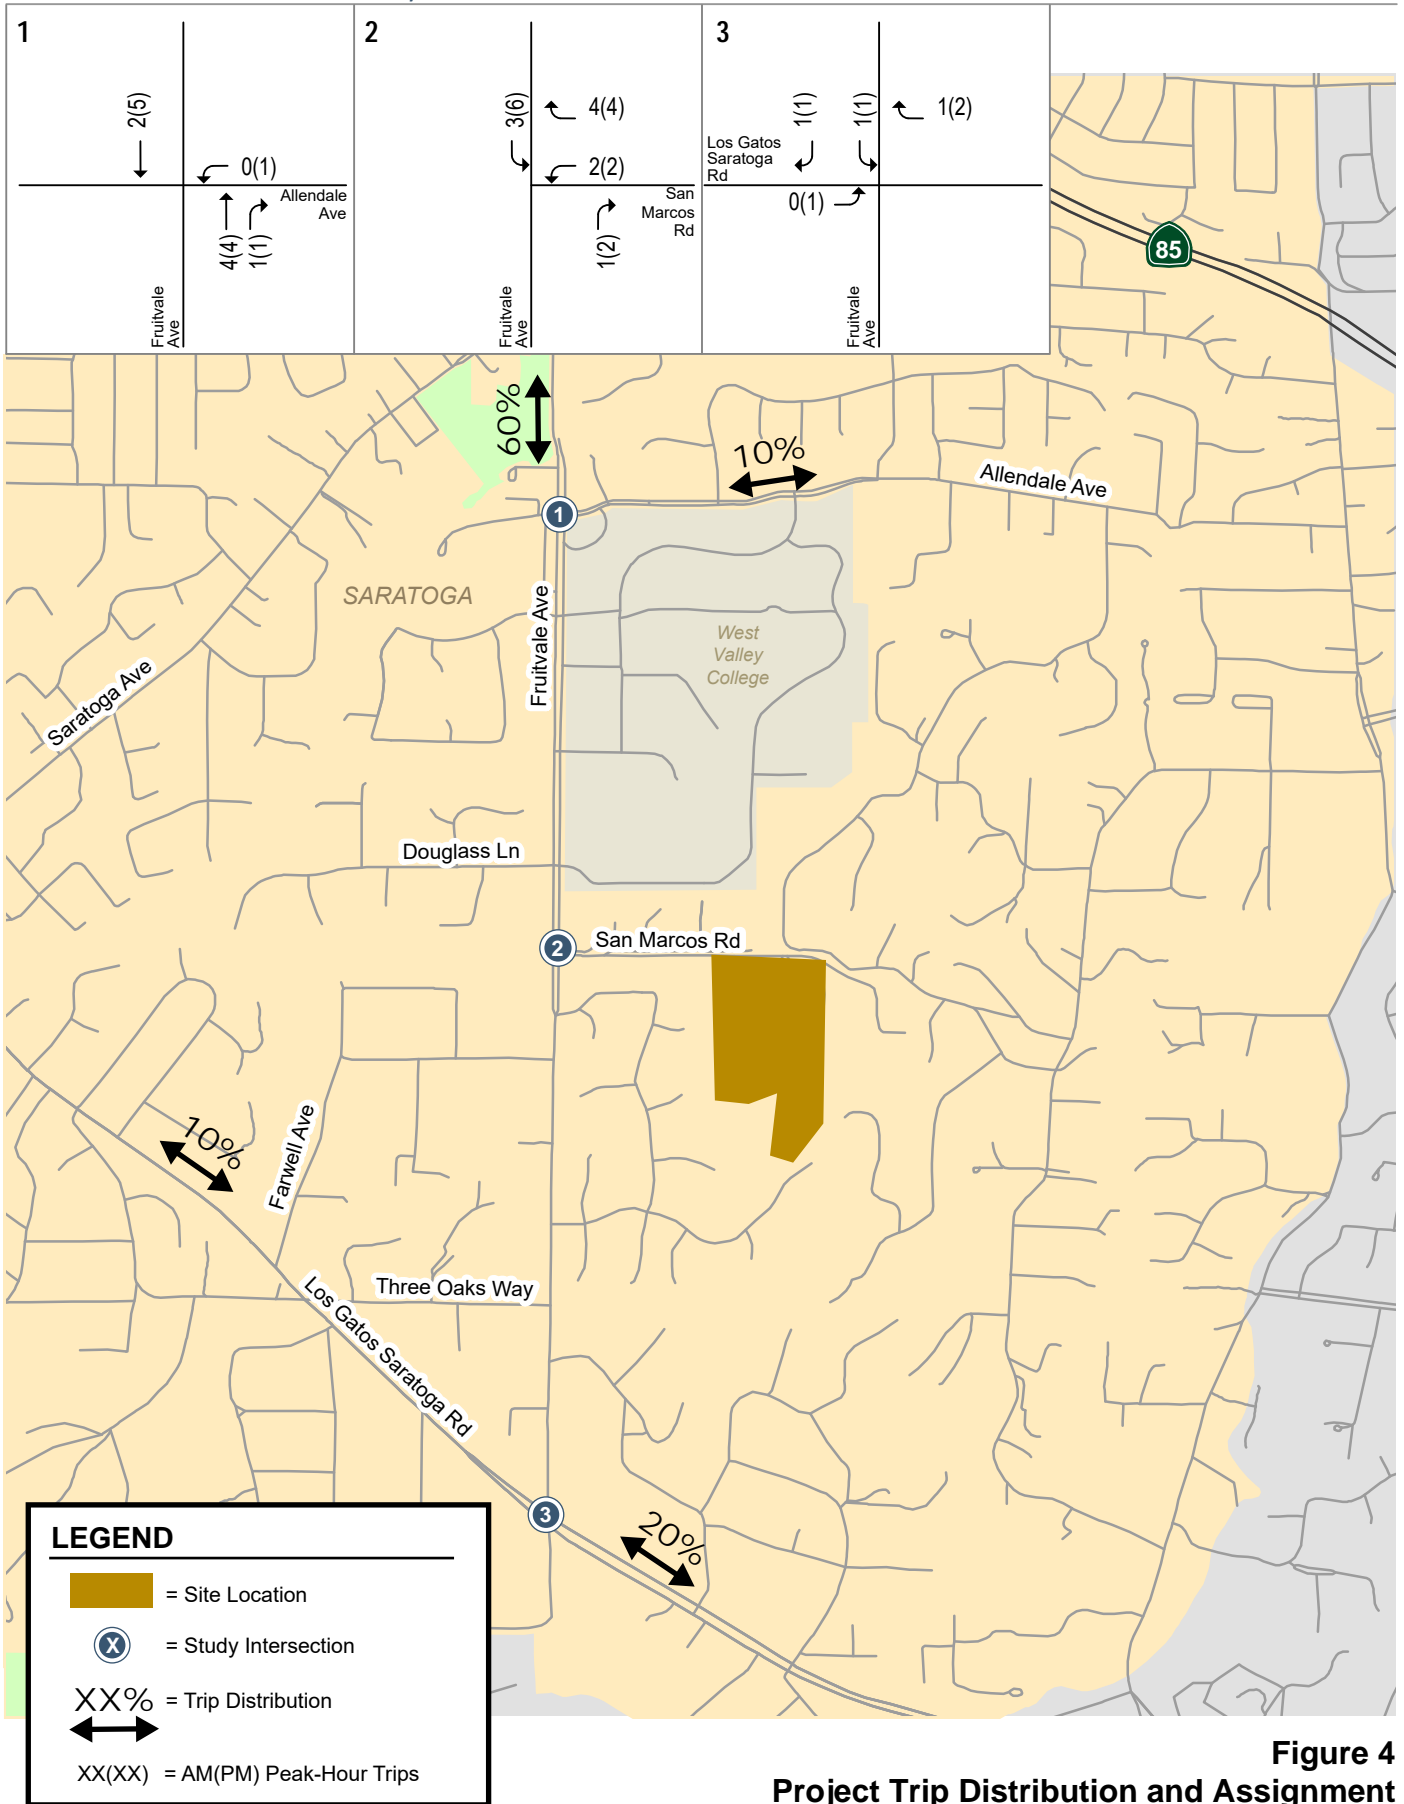 1
2(5)
0(1)
Allendale
Ave
4(4)
1(1)
Fruitvale
Ave
2
3(6)
4(4)
2(2)
San
Marcos
Rd
1(2)
Fruitvale
Ave
3
1(1)
1(1)
1(2)
Los Gatos
Saratoga
Rd
0(1)
Fruitvale
Ave
85
60%
10%
Allendale Ave
1
SARATOGA
Fruitvale Ave
West
Valley
College
Saratoga Ave
Douglass Ln
2
San Marcos Rd
10%
Farwell Ave
Three Oaks Way
Los Gatos Saratoga Rd
3
20%
LEGEND
= Site Location
X = Study Intersection
XX% = Trip Distribution
XX(XX) = AM(PM) Peak-Hour Trips
Figure 4
Project Trip Distribution and Assignment